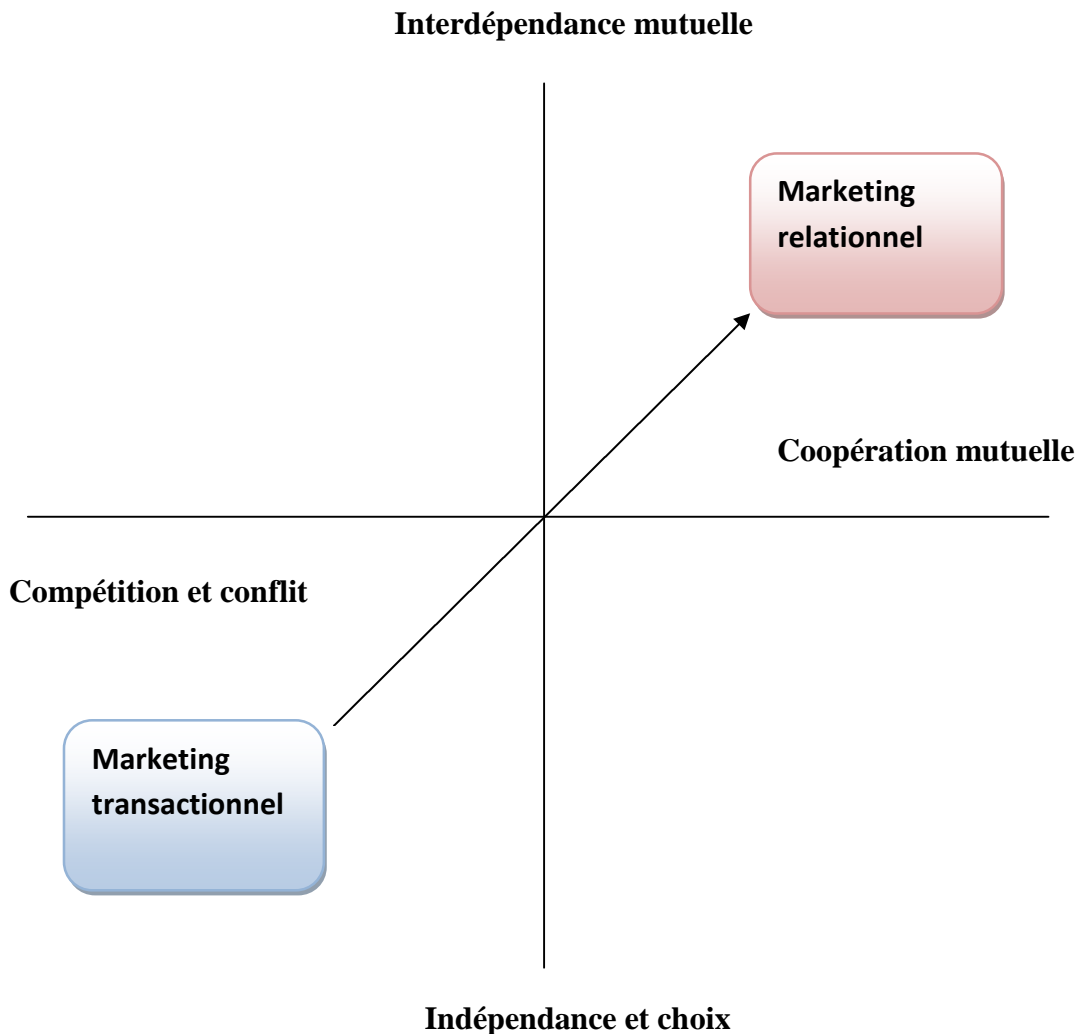 Interdépendance mutuelle
Marketing
relationnel
Coopération mutuelle
Compétition et conflit
Marketing
transactionnel
Indépendance et choix